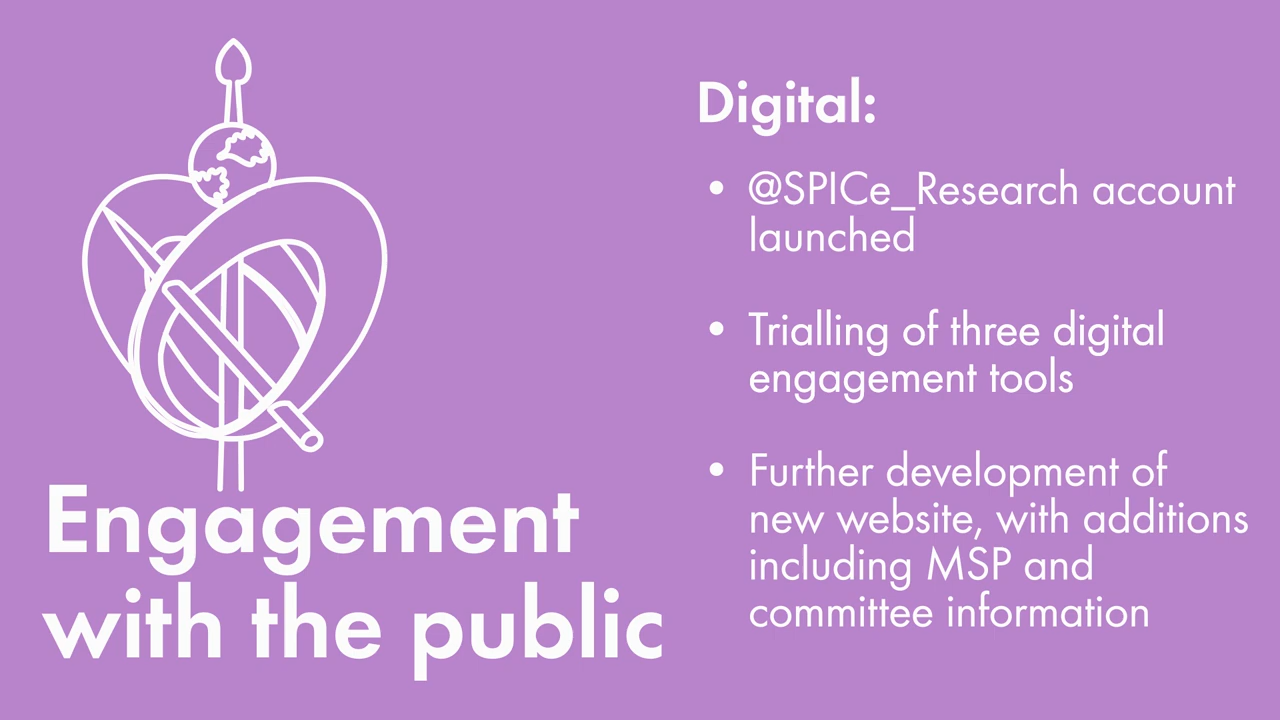 Engagement
with the public
Digital:
• @SPICe_Research account
launched
• Trialling of three digital
engagement tools
• Further development of
new website, with additions
including MSP and
committee information